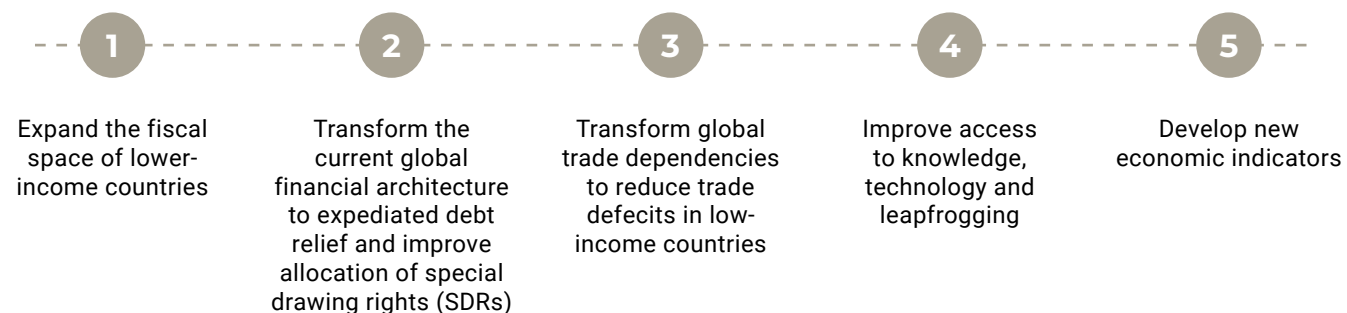 1
Expand the fiscal
space of lower-
income countries
2
Transform the
current global
financial architecture
to expediated debt
relief and improve
allocation of special
drawing rights (SDRs)
3
Transform global
trade dependencies
to reduce trade
defecits in low-
income countries
4
Improve access
to knowledge,
technology and
leapfrogging
5
Develop new
economic indicators